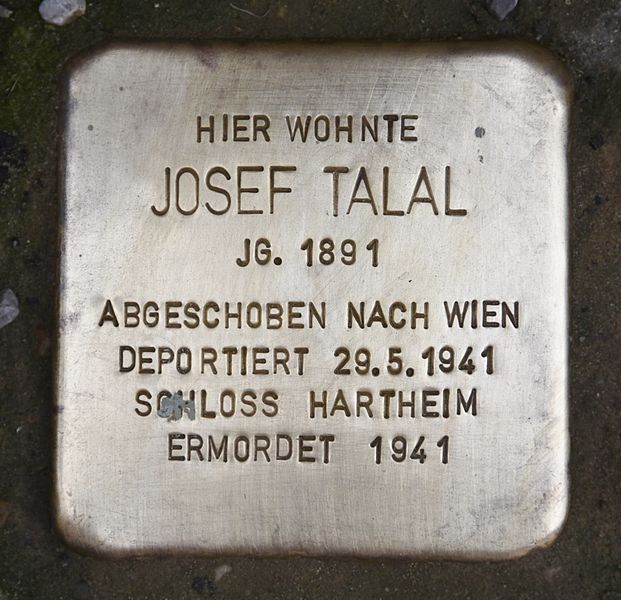 HIER WOHNTE
JOSEF TALAL
JG. 1891
ABGESCHOBEN NACH WIEN
DEPORTIERT 29.5.1941
SCHLOSS HARTHEIM
ERMORDET 1941